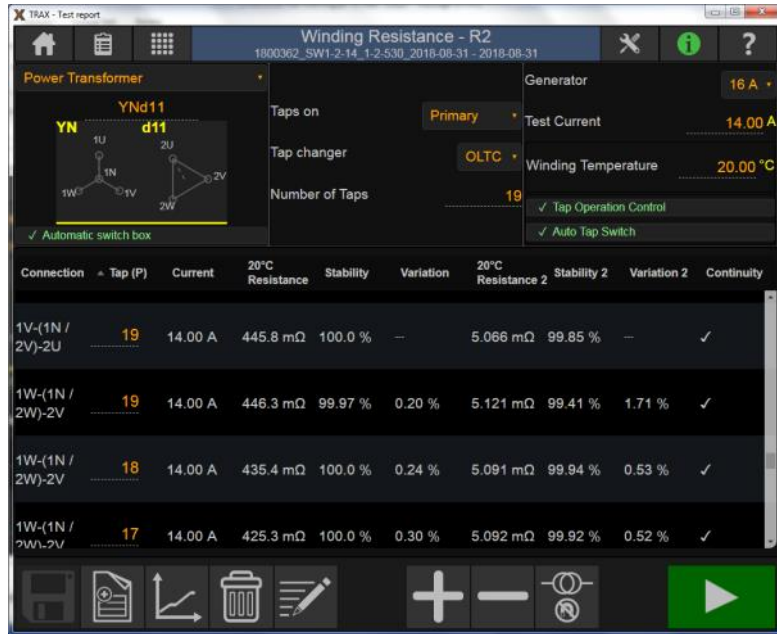 TRAX - Test report
Winding Resistance - R2
1800362_SW1-2-14_1-2-530_2018-08-31 - 2018-08-31
i
?
Power Transformer
YNd11
YN d11
1U
1N
1W
1V
2U
2V
2W
✓ Automatic switch box
Taps on Primary
Tap changer OLTC
Number of Taps 19
Generator 16 A
Test Current 14.00 A
Winding Temperature 20.00 °C
✓ Tap Operation Control
✓ Auto Tap Switch
Connection Tap (P) Current 20°C Resistance Stability Variation 20°C Resistance 2 Stability 2 Variation 2 Continuity
1V-(1N / 2V)-2U 19 14.00 A 445.8 mΩ 100.0 % --- 5.066 mΩ 99.85 % --- ✓
1W-(1N / 2W)-2V 19 14.00 A 446.3 mΩ 99.97 % 0.20 % 5.121 mΩ 99.41 % 1.71 % ✓
1W-(1N / 2W)-2V 18 14.00 A 435.4 mΩ 100.0 % 0.24 % 5.091 mΩ 99.94 % 0.53 % ✓
1W-(1N / 2W)-2V 17 14.00 A 425.3 mΩ 100.0 % 0.30 % 5.092 mΩ 99.92 % 0.52 % ✓